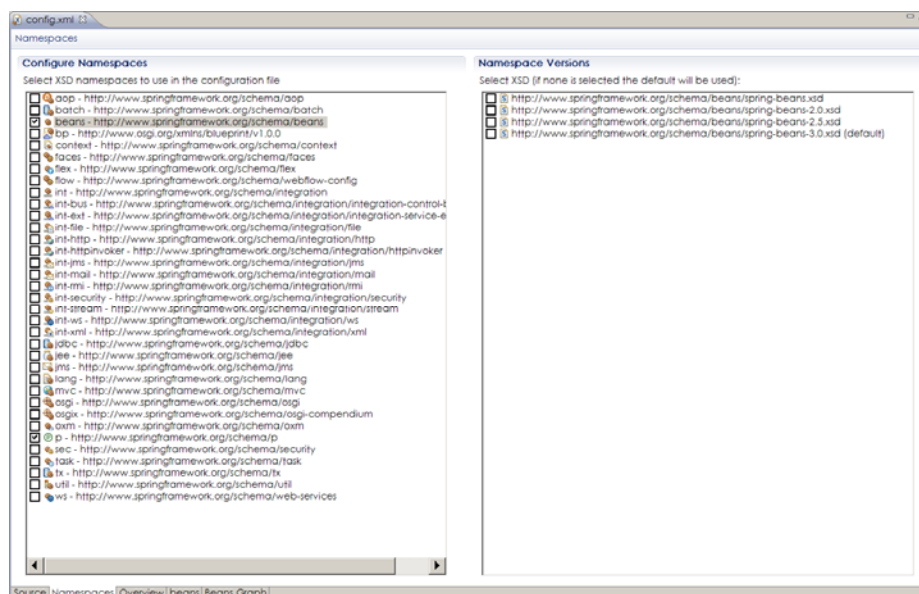 config.xml
Namespaces
Configure Namespaces
Select XSD namespaces to use in the configuration file
aop - http://www.springframework.org/schema/aop
batch - http://www.springframework.org/schema/batch
beans - http://www.springframework.org/schema/beans
bp - http://www.osgi.org/xmlns/blueprint/v1.0.0
context - http://www.springframework.org/schema/context
faces - http://www.springframework.org/schema/faces
flex - http://www.springframework.org/schema/flex
flow - http://www.springframework.org/schema/webflow-config
int - http://www.springframework.org/schema/integration
int-bus - http://www.springframework.org/schema/integration/integration-control-b
int-ext - http://www.springframework.org/schema/integration/integration-service-e
int-file - http://www.springframework.org/schema/integration/file
int-http - http://www.springframework.org/schema/integration/http
int-httpinvoker - http://www.springframework.org/schema/integration/httpinvoker
int-jms - http://www.springframework.org/schema/integration/jms
int-mail - http://www.springframework.org/schema/integration/mail
int-rmi - http://www.springframework.org/schema/integration/rmi
int-security - http://www.springframework.org/schema/integration/security
int-stream - http://www.springframework.org/schema/integration/stream
int-ws - http://www.springframework.org/schema/integration/ws
int-xml - http://www.springframework.org/schema/integration/xml
jdbc - http://www.springframework.org/schema/jdbc
jee - http://www.springframework.org/schema/jee
jms - http://www.springframework.org/schema/jms
lang - http://www.springframework.org/schema/lang
mvc - http://www.springframework.org/schema/mvc
osgi - http://www.springframework.org/schema/osgi
osgix - http://www.springframework.org/schema/osgi-compendium
oxm - http://www.springframework.org/schema/oxm
p - http://www.springframework.org/schema/p
sec - http://www.springframework.org/schema/security
task - http://www.springframework.org/schema/task
tx - http://www.springframework.org/schema/tx
util - http://www.springframework.org/schema/util
ws - http://www.springframework.org/schema/web-services
Namespace Versions
Select XSD (if none is selected the default will be used):
http://www.springframework.org/schema/beans/spring-beans.xsd
http://www.springframework.org/schema/beans/spring-beans-2.0.xsd
http://www.springframework.org/schema/beans/spring-beans-2.5.xsd
http://www.springframework.org/schema/beans/spring-beans-3.0.xsd (default)
Source Namespaces Overview beans Beans Graph